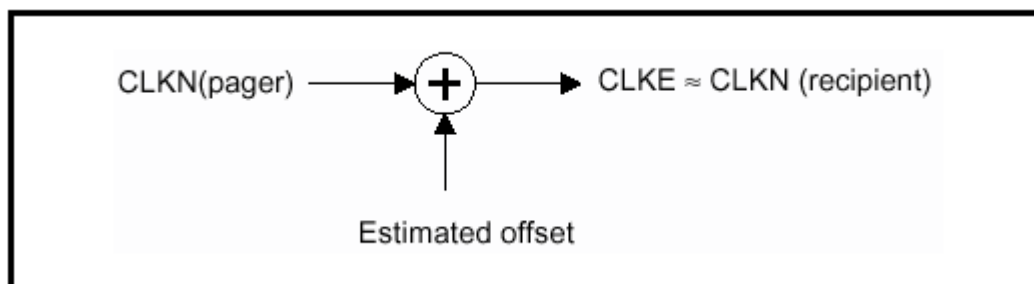 CLKN(pager) + CLKE ≈ CLKN (recipient)
Estimated offset